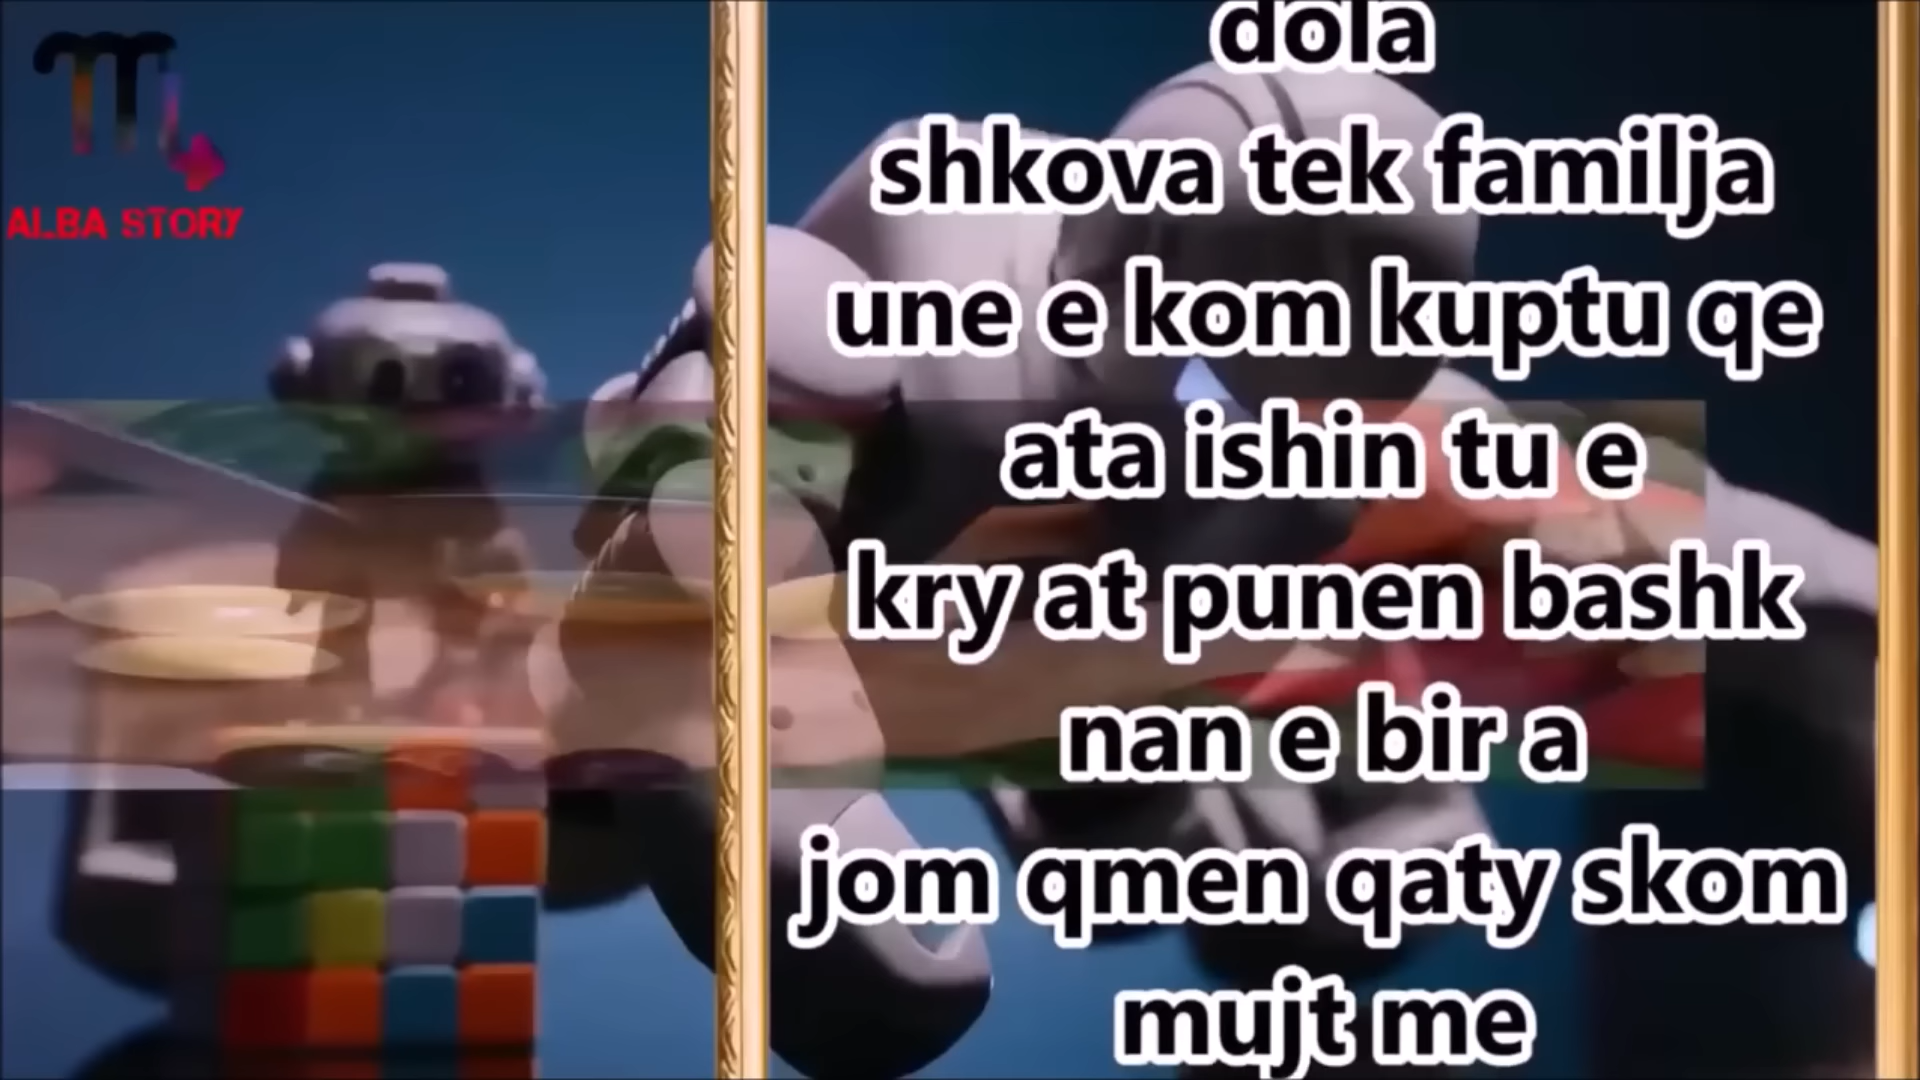 ALBA STORY
dola
shkova tek familja
une e kom kuptu qe
ata ishin tu e
kry at punen bashk
nan e bir a
jom qmen qaty skom
mujt me